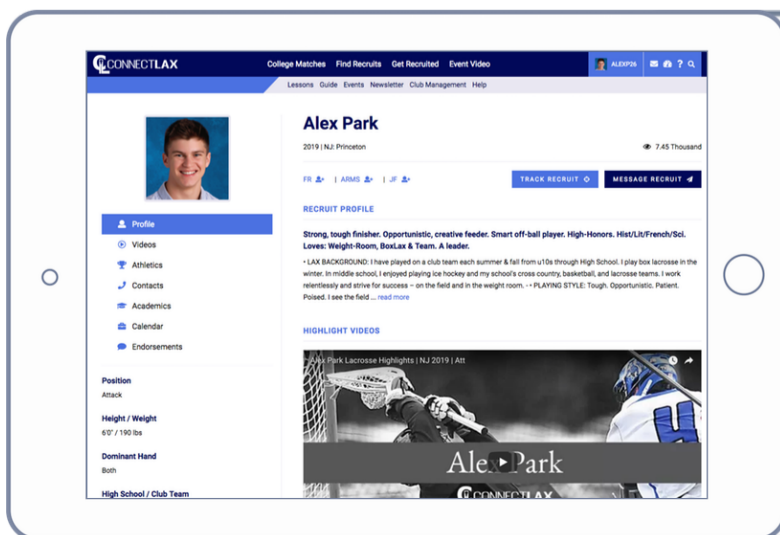 CONNECTLAX
College Matches Find Recruits Get Recruited Event Video
ALEXP26
?
Lessons Guide Events Newsletter Club Management Help
Alex Park
2019 | NJ: Princeton
7.45 Thousand
FR | ARMS | JF
TRACK RECRUIT
MESSAGE RECRUIT
RECRUIT PROFILE
Strong, tough finisher. Opportunistic, creative feeder. Smart off-ball player. High-Honors. Hist/Lit/French/Sci.
Loves: Weight-Room, BoxLax & Team. A leader.
• LAX BACKGROUND: I have played on a club team each summer & fall from u10s through High School. I play box lacrosse in the
winter. In middle school, I enjoyed playing ice hockey and my school's cross country, basketball, and lacrosse teams. I work
relentlessly and strive for success – on the field and in the weight room. - • PLAYING STYLE: Tough. Opportunistic. Patient.
Poised. I see the field ... read more
Profile
Videos
Athletics
Contacts
Academics
Calendar
Endorsements
Position
Attack
Height / Weight
6'0" / 190 lbs
Dominant Hand
Both
High School / Club Team
HIGHLIGHT VIDEOS
Alex Park Lacrosse Highlights | NJ 2019 | Att
4
Alex Park
CONNECTLAX